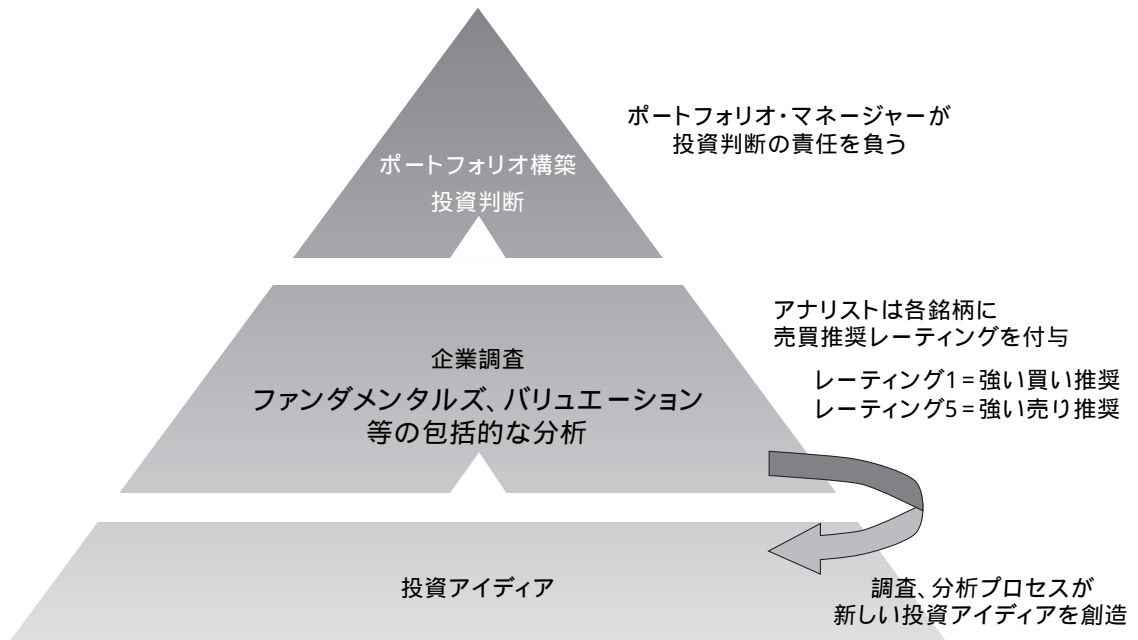 ポートフォリオ・マネージャーが
投資判断の責任を負う
ポートフォリオ構築
投資判断
アナリストは各銘柄に
売買推奨レーティングを付与
レーティング1=強い買い推奨
レーティング5=強い売り推奨
企業調査
ファンダメンタルズ、バリュエーション
等の包括的な分析
投資アイディア
調査、分析プロセスが
新しい投資アイディアを創造